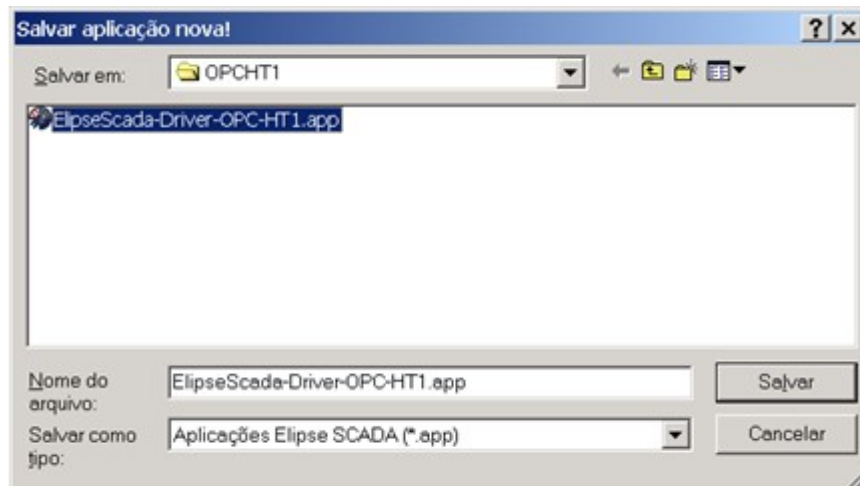 Salvar aplicação nova!
Salvar em:
OPCHT1
ElipseScada-Driver-OPC-HT1.app
Nome do
arquivo:
ElipseScada-Driver-OPC-HT1.app
Salvar
Salvar como
tipo:
Aplicações Elipse SCADA (*.app)
Cancelar